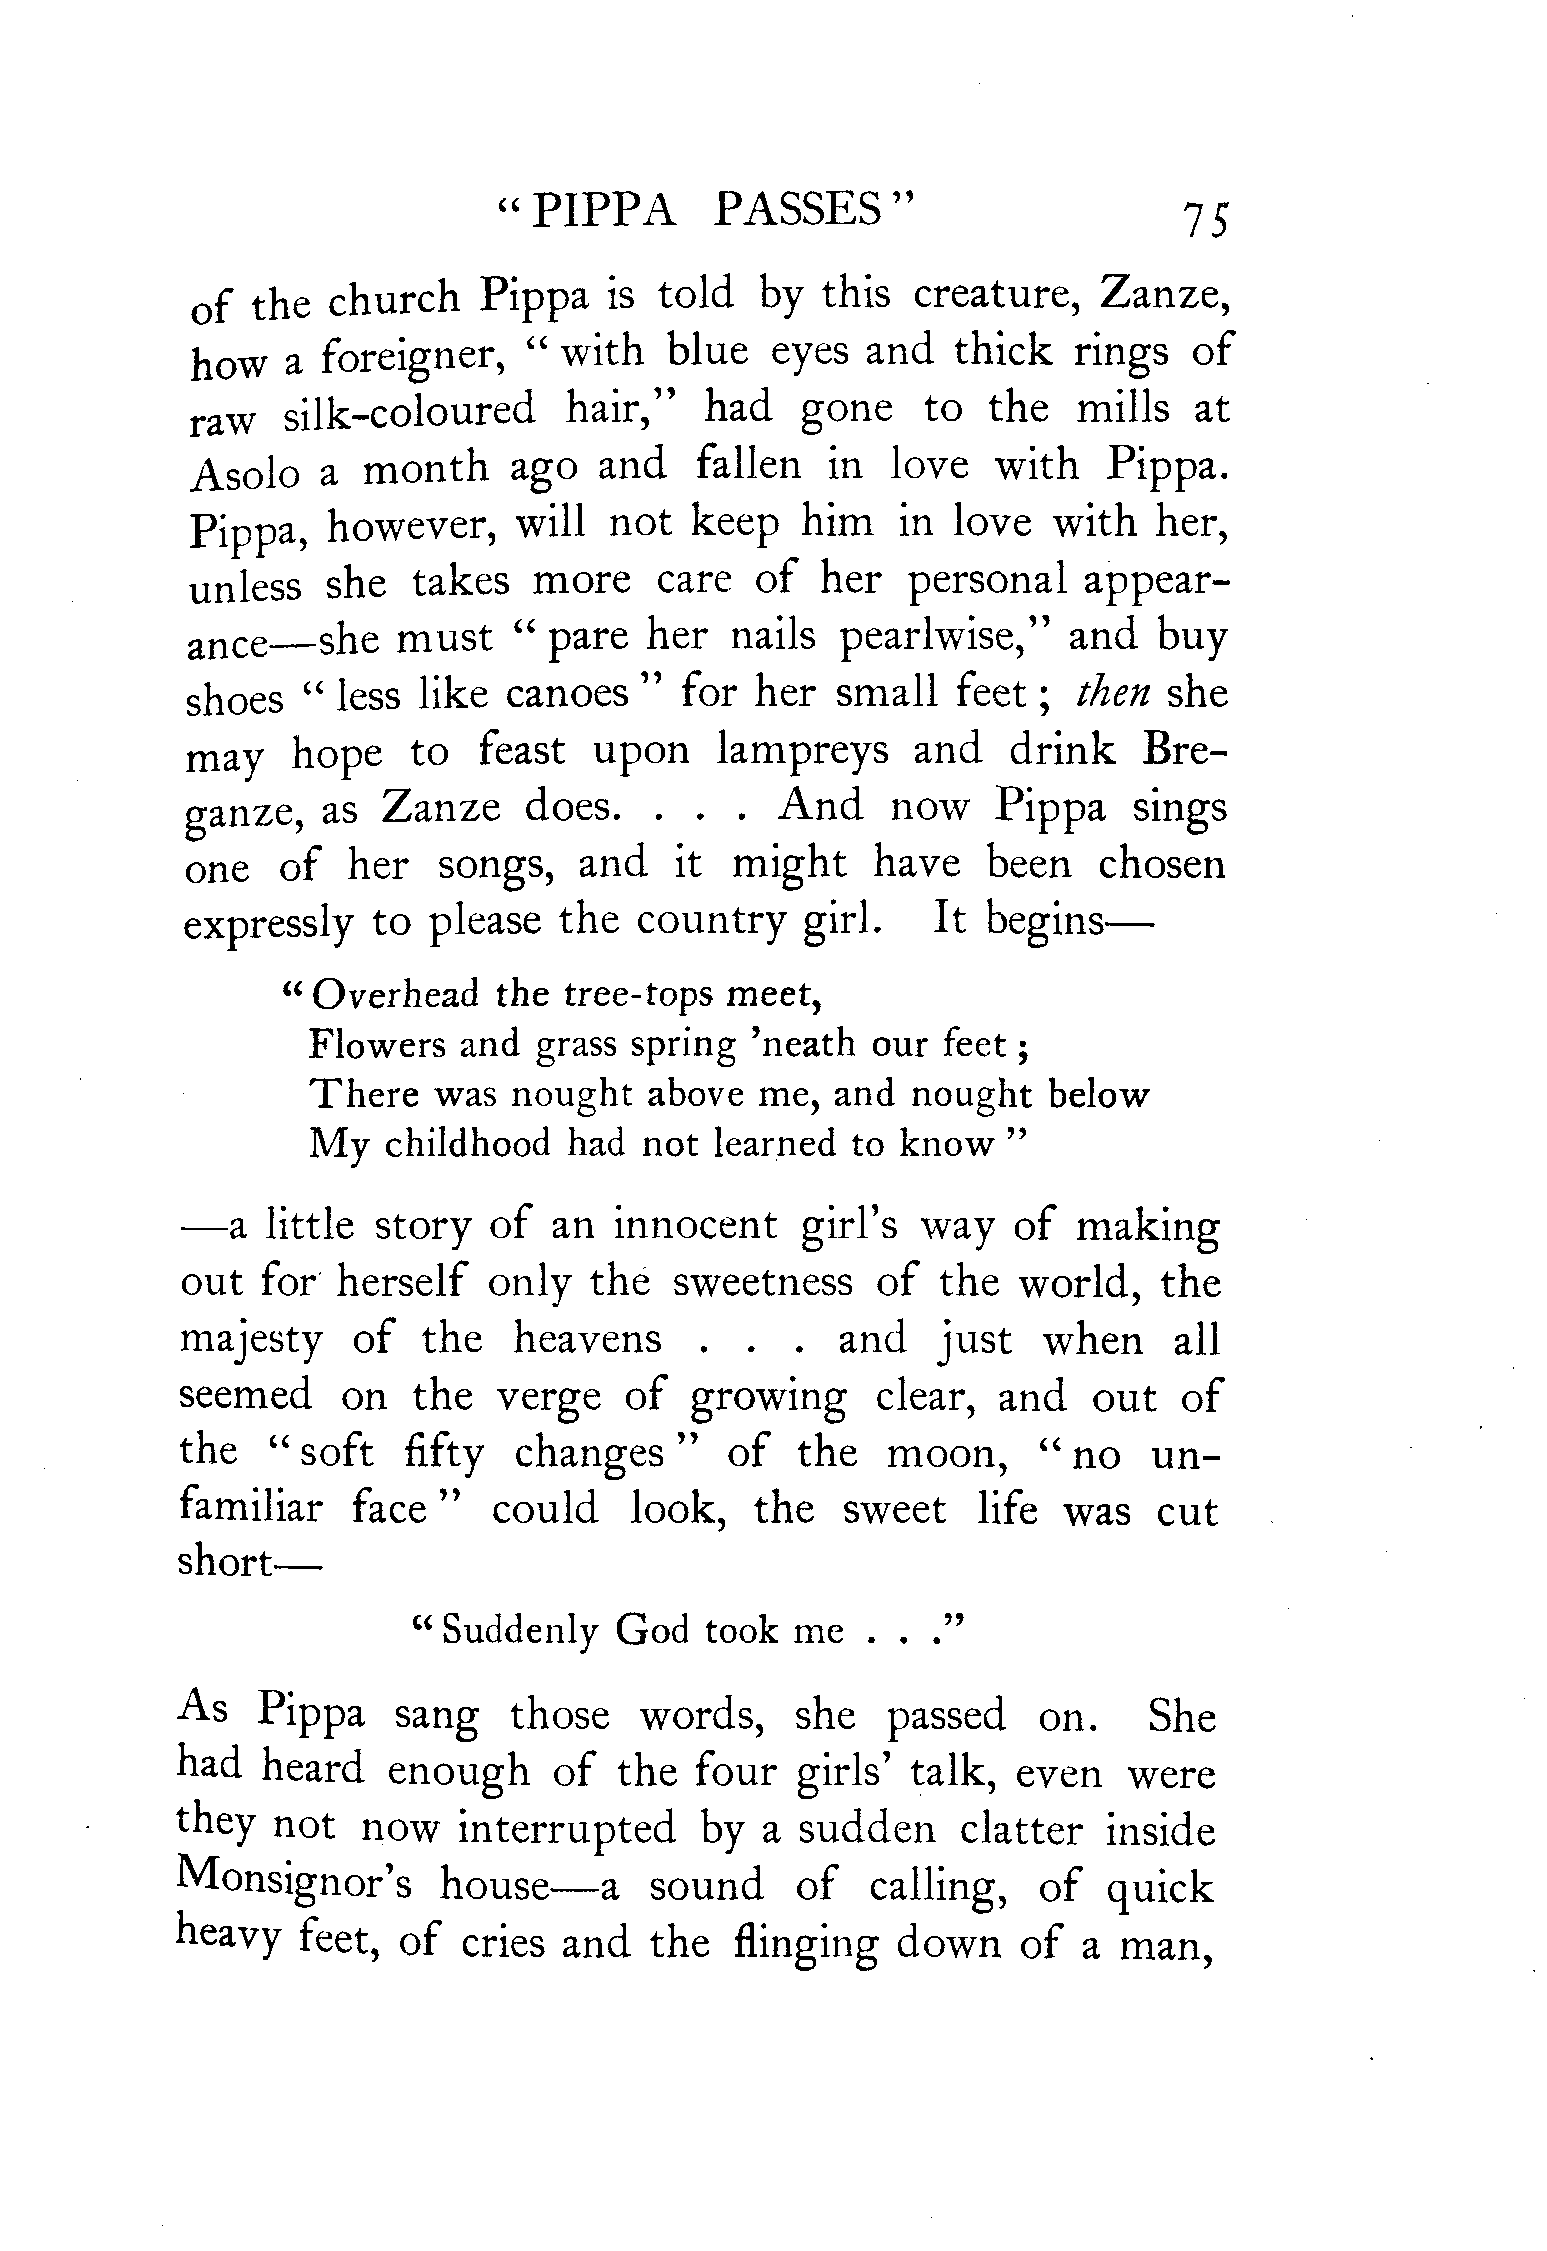 “ PIPPA PASSES ” 75
of the church Pippa is told by this creature, Zanze,
how a foreigner, “ with blue eyes and thick rings of
raw silk-coloured hair,” had gone to the mills at
Asolo a month ago and fallen in love with Pippa.
Pippa, however, will not keep him in love with her,
unless she takes more care of her personal appear-
ance—she must “ pare her nails pearlwise,” and buy
shoes “ less like canoes ” for her small feet ; then she
may hope to feast upon lampreys and drink Bre-
ganze, as Zanze does. . . . And now Pippa sings
one of her songs, and it might have been chosen
expressly to please the country girl. It begins—
“ Overhead the tree-tops meet,
Flowers and grass spring ’neath our feet ;
There was nought above me, and nought below
My childhood had not learned to know ”
—a little story of an innocent girl’s way of making
out for herself only the sweetness of the world, the
majesty of the heavens . . . and just when all
seemed on the verge of growing clear, and out of
the “ soft fifty changes ” of the moon, “ no un-
familiar face ” could look, the sweet life was cut
short—
“ Suddenly God took me . . .”
As Pippa sang those words, she passed on. She
had heard enough of the four girls’ talk, even were
they not now interrupted by a sudden clatter inside
Monsignor’s house—a sound of calling, of quick
heavy feet, of cries and the flinging down of a man,